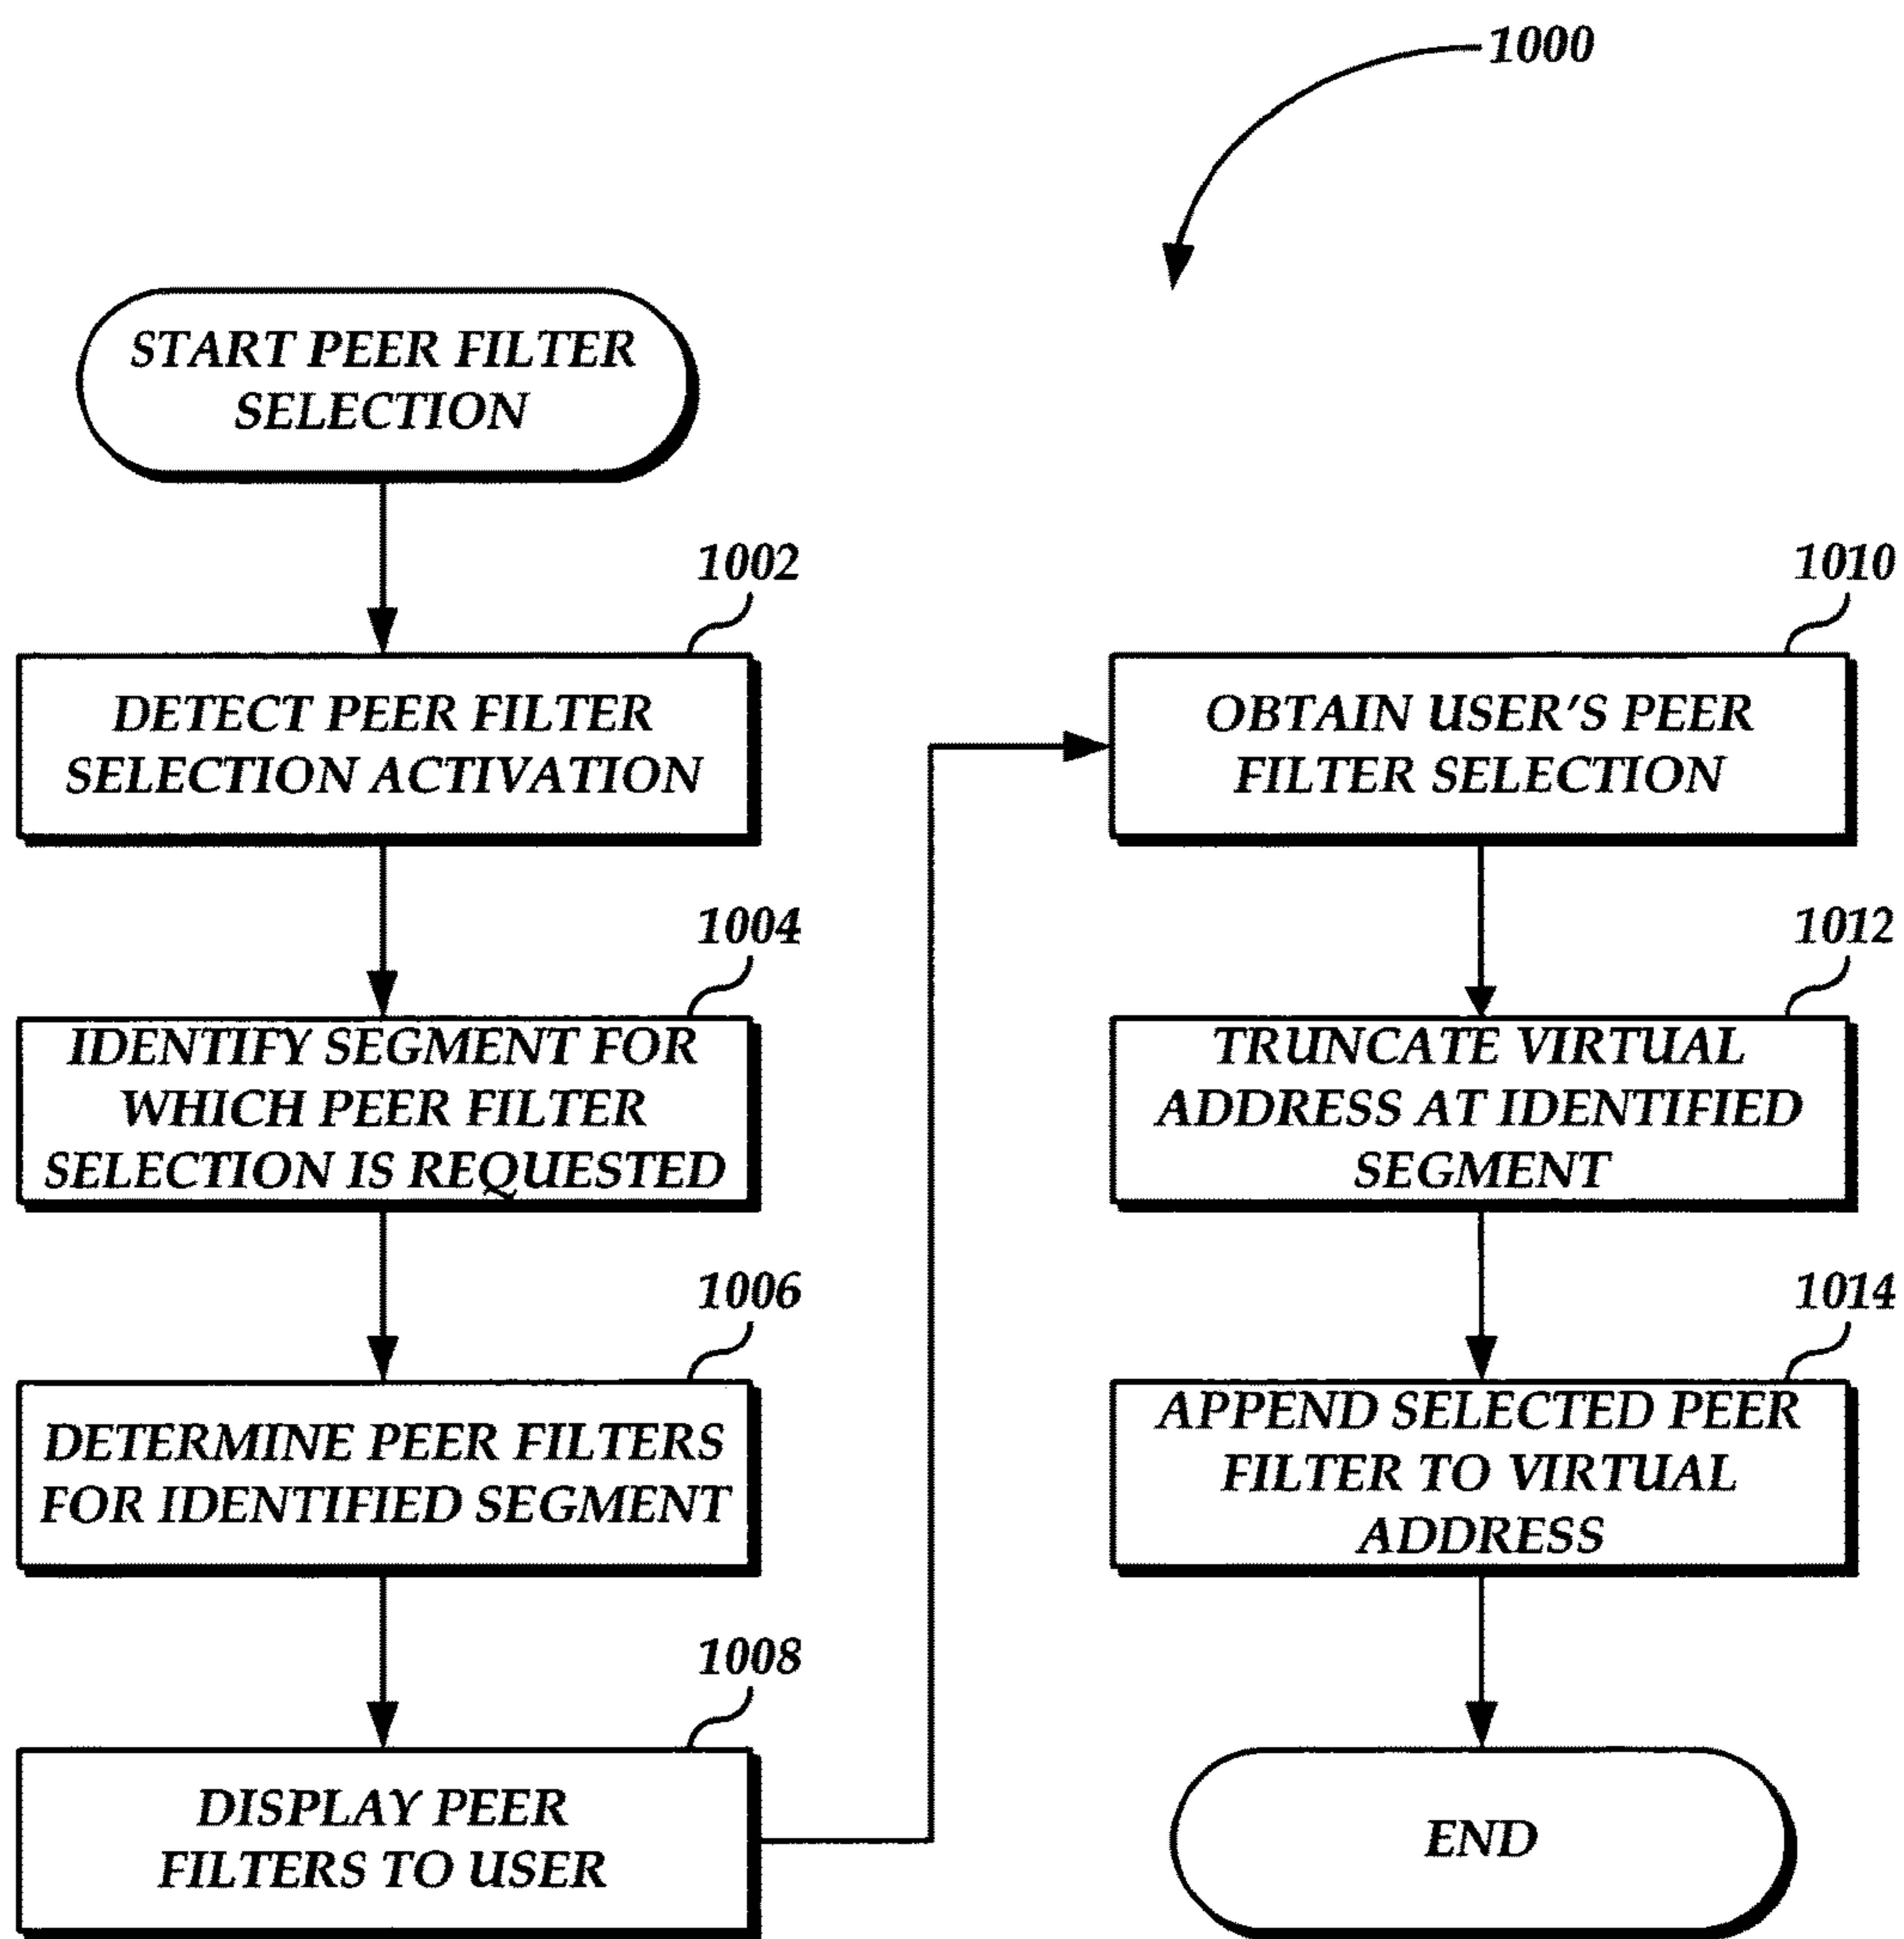 1000
START PEER FILTER
SELECTION
1002
DETECT PEER FILTER
SELECTION ACTIVATION
1004
IDENTIFY SEGMENT FOR
WHICH PEER FILTER
SELECTION IS REQUESTED
1006
DETERMINE PEER FILTERS
FOR IDENTIFIED SEGMENT
1008
DISPLAY PEER
FILTERS TO USER
1010
OBTAIN USER'S PEER
FILTER SELECTION
1012
TRUNCATE VIRTUAL
ADDRESS AT IDENTIFIED
SEGMENT
1014
APPEND SELECTED PEER
FILTER TO VIRTUAL
ADDRESS
END